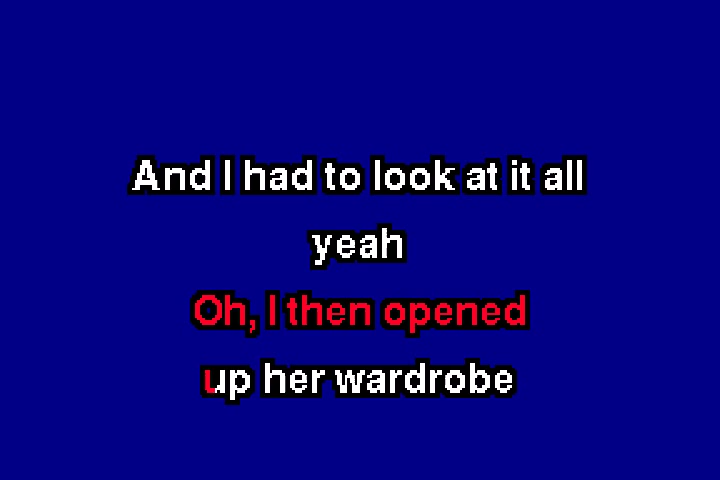 And I had to look at it all
yeah
Oh, I then opened
up her wardrobe